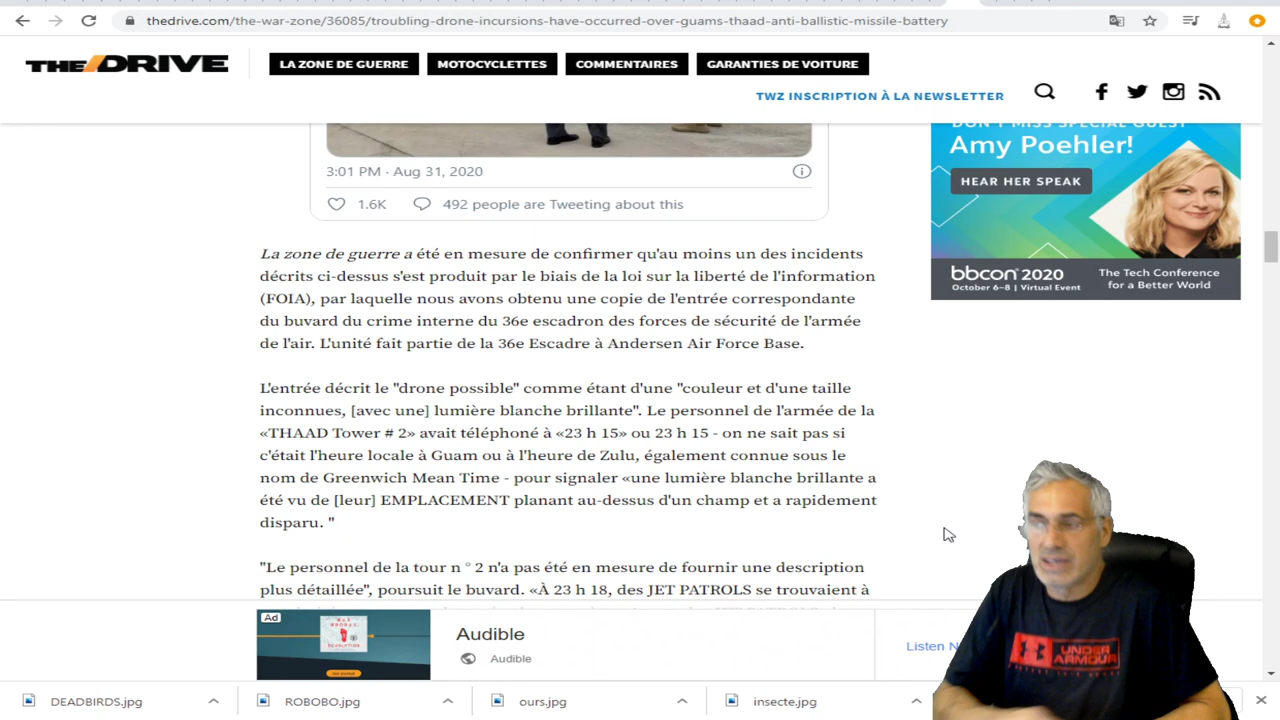 thedrive.com/the-war-zone/36085/troubling-drone-incursions-have-occurred-over-guams-thaad-anti-ballistic-missile-battery
THE/DRIVE
LA ZONE DE GUERRE
MOTOCYCLETTES
COMMENTAIRES
GARANTIES DE VOITURE
TWZ INSCRIPTION À LA NEWSLETTER
DON'T MISS SPECIAL GUEST
Amy Poehler!
HEAR HER SPEAK
bbcon® 2020
October 6–8 | Virtual Event
The Tech Conference
for a Better World
3:01 PM · Aug 31, 2020
1.6K
492 people are Tweeting about this
La zone de guerre a été en mesure de confirmer qu'au moins un des incidents
décrits ci-dessus s'est produit par le biais de la loi sur la liberté de l'information
(FOIA), par laquelle nous avons obtenu une copie de l'entrée correspondante
du buvard du crime interne du 36e escadron des forces de sécurité de l'armée
de l'air. L'unité fait partie de la 36e Escadre à Andersen Air Force Base.
L'entrée décrit le "drone possible" comme étant d'une "couleur et d'une taille
inconnues, [avec une] lumière blanche brillante". Le personnel de l'armée de la
«THAAD Tower # 2» avait téléphoné à «23 h 15» ou 23 h 15 - on ne sait pas si
c'était l'heure locale à Guam ou à l'heure de Zulu, également connue sous le
nom de Greenwich Mean Time - pour signaler «une lumière blanche brillante a
été vu de [leur] EMPLACEMENT planant au-dessus d'un champ et a rapidement
disparu. "
"Le personnel de la tour n ° 2 n'a pas été en mesure de fournir une description
plus détaillée", poursuit le buvard. «À 23 h 18, des JET PATROLS se trouvaient à
Ad
Audible
Audible
Listen
UNDER ARMOUR
DEADBIRDS.jpg
ROBOBO.jpg
ours.jpg
insecte.jpg